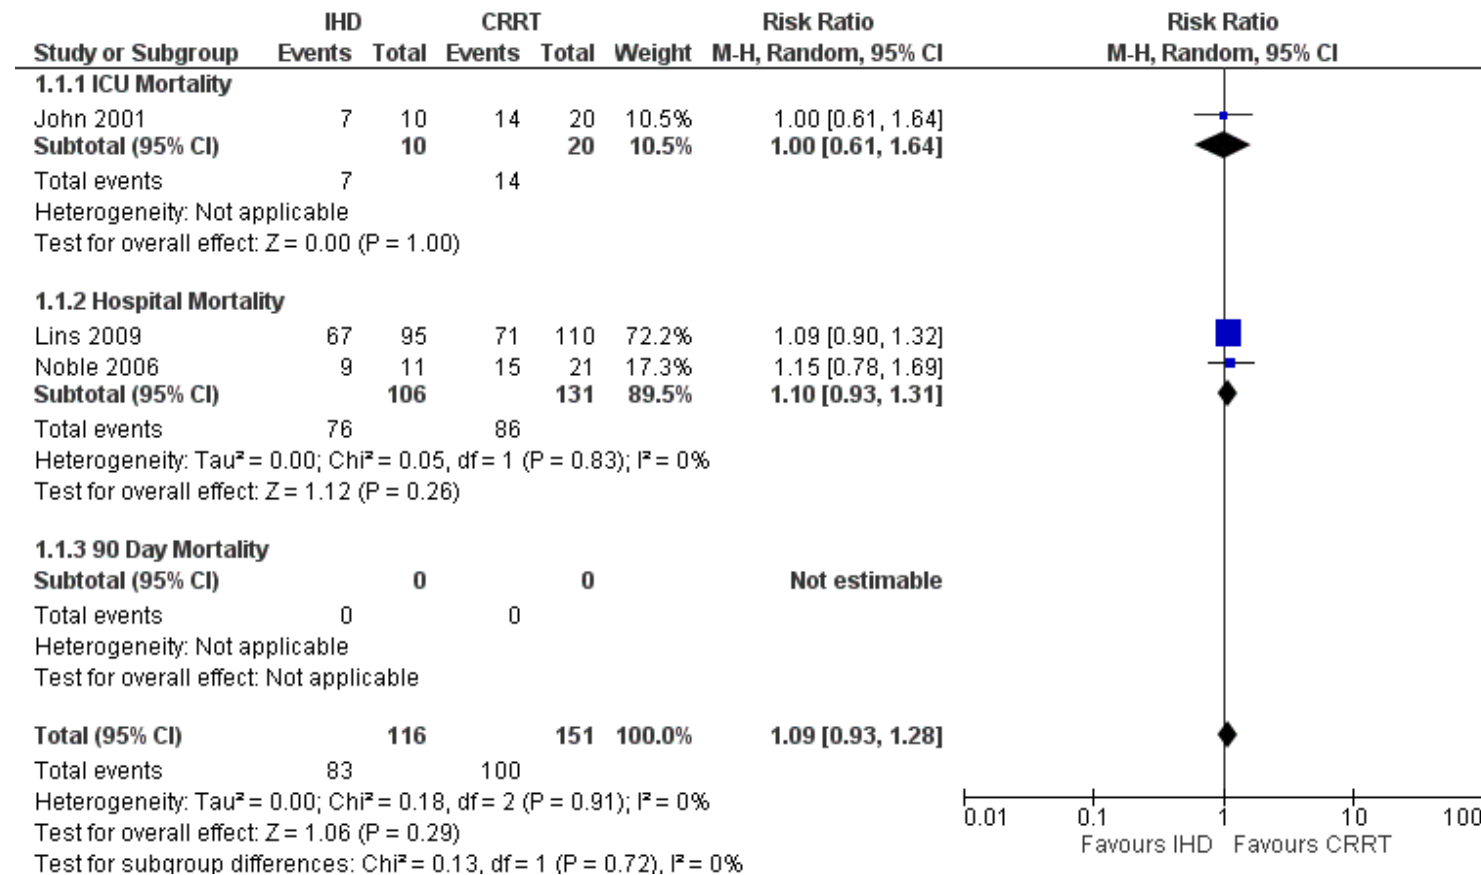 IHD CRRT Risk Ratio Risk Ratio
Study or Subgroup Events Total Events Total Weight M-H, Random, 95% CI M-H, Random, 95% CI
1.1.1 ICU Mortality
John 2001 7 10 14 20 10.5% 1.00 [0.61, 1.64]
Subtotal (95% CI) 10 20 10.5% 1.00 [0.61, 1.64]
Total events 7 14
Heterogeneity: Not applicable
Test for overall effect: Z = 0.00 (P = 1.00)
1.1.2 Hospital Mortality
Lins 2009 67 95 71 110 72.2% 1.09 [0.90, 1.32]
Noble 2006 9 11 15 21 17.3% 1.15 [0.78, 1.69]
Subtotal (95% CI) 106 131 89.5% 1.10 [0.93, 1.31]
Total events 76 86
Heterogeneity: Tau² = 0.00; Chi² = 0.05, df = 1 (P = 0.83); I² = 0%
Test for overall effect: Z = 1.12 (P = 0.26)
1.1.3 90 Day Mortality
Subtotal (95% CI) 0 0 Not estimable
Total events 0 0
Heterogeneity: Not applicable
Test for overall effect: Not applicable
Total (95% CI) 116 151 100.0% 1.09 [0.93, 1.28]
Total events 83 100
Heterogeneity: Tau² = 0.00; Chi² = 0.18, df = 2 (P = 0.91); I² = 0%
Test for overall effect: Z = 1.06 (P = 0.29)
Test for subgroup differences: Chi² = 0.13, df = 1 (P = 0.72), I² = 0%
0.01 0.1 1 10 100
Favours IHD Favours CRRT